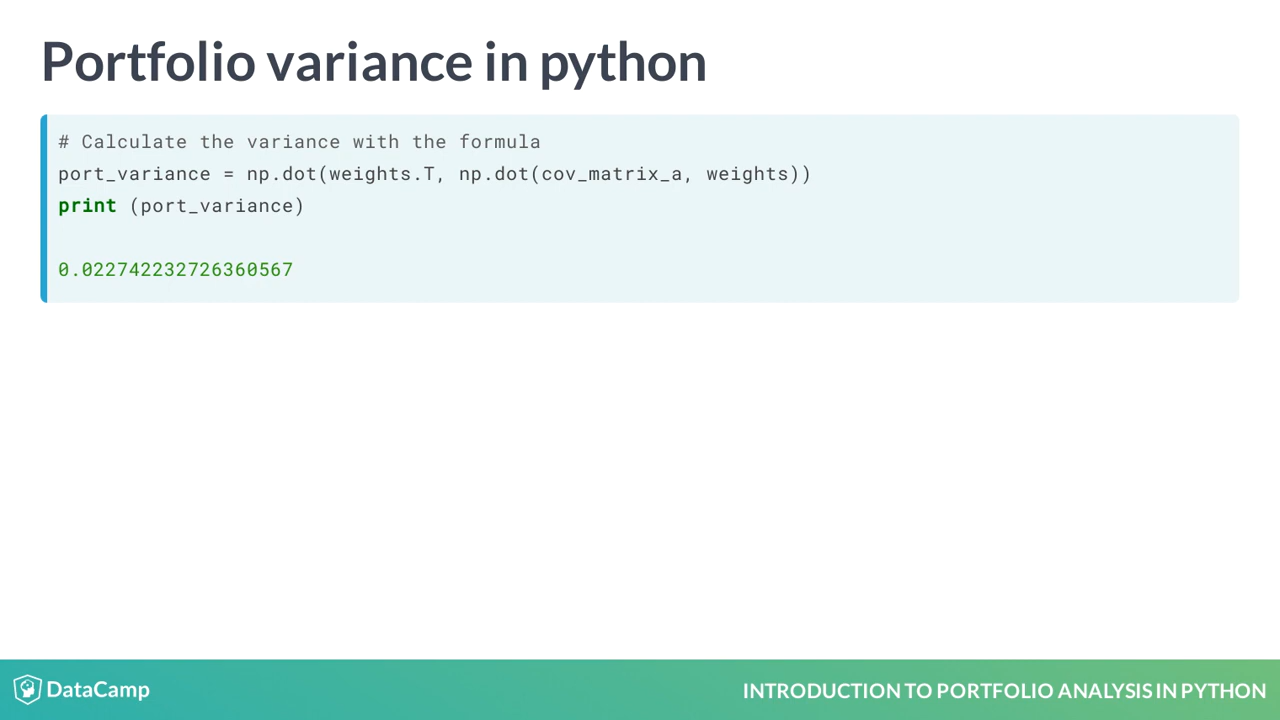 Portfolio variance in python
# Calculate the variance with the formula
port_variance = np.dot(weights.T, np.dot(cov_matrix_a, weights))
print (port_variance)
0.022742232726360567
DataCamp
INTRODUCTION TO PORTFOLIO ANALYSIS IN PYTHON